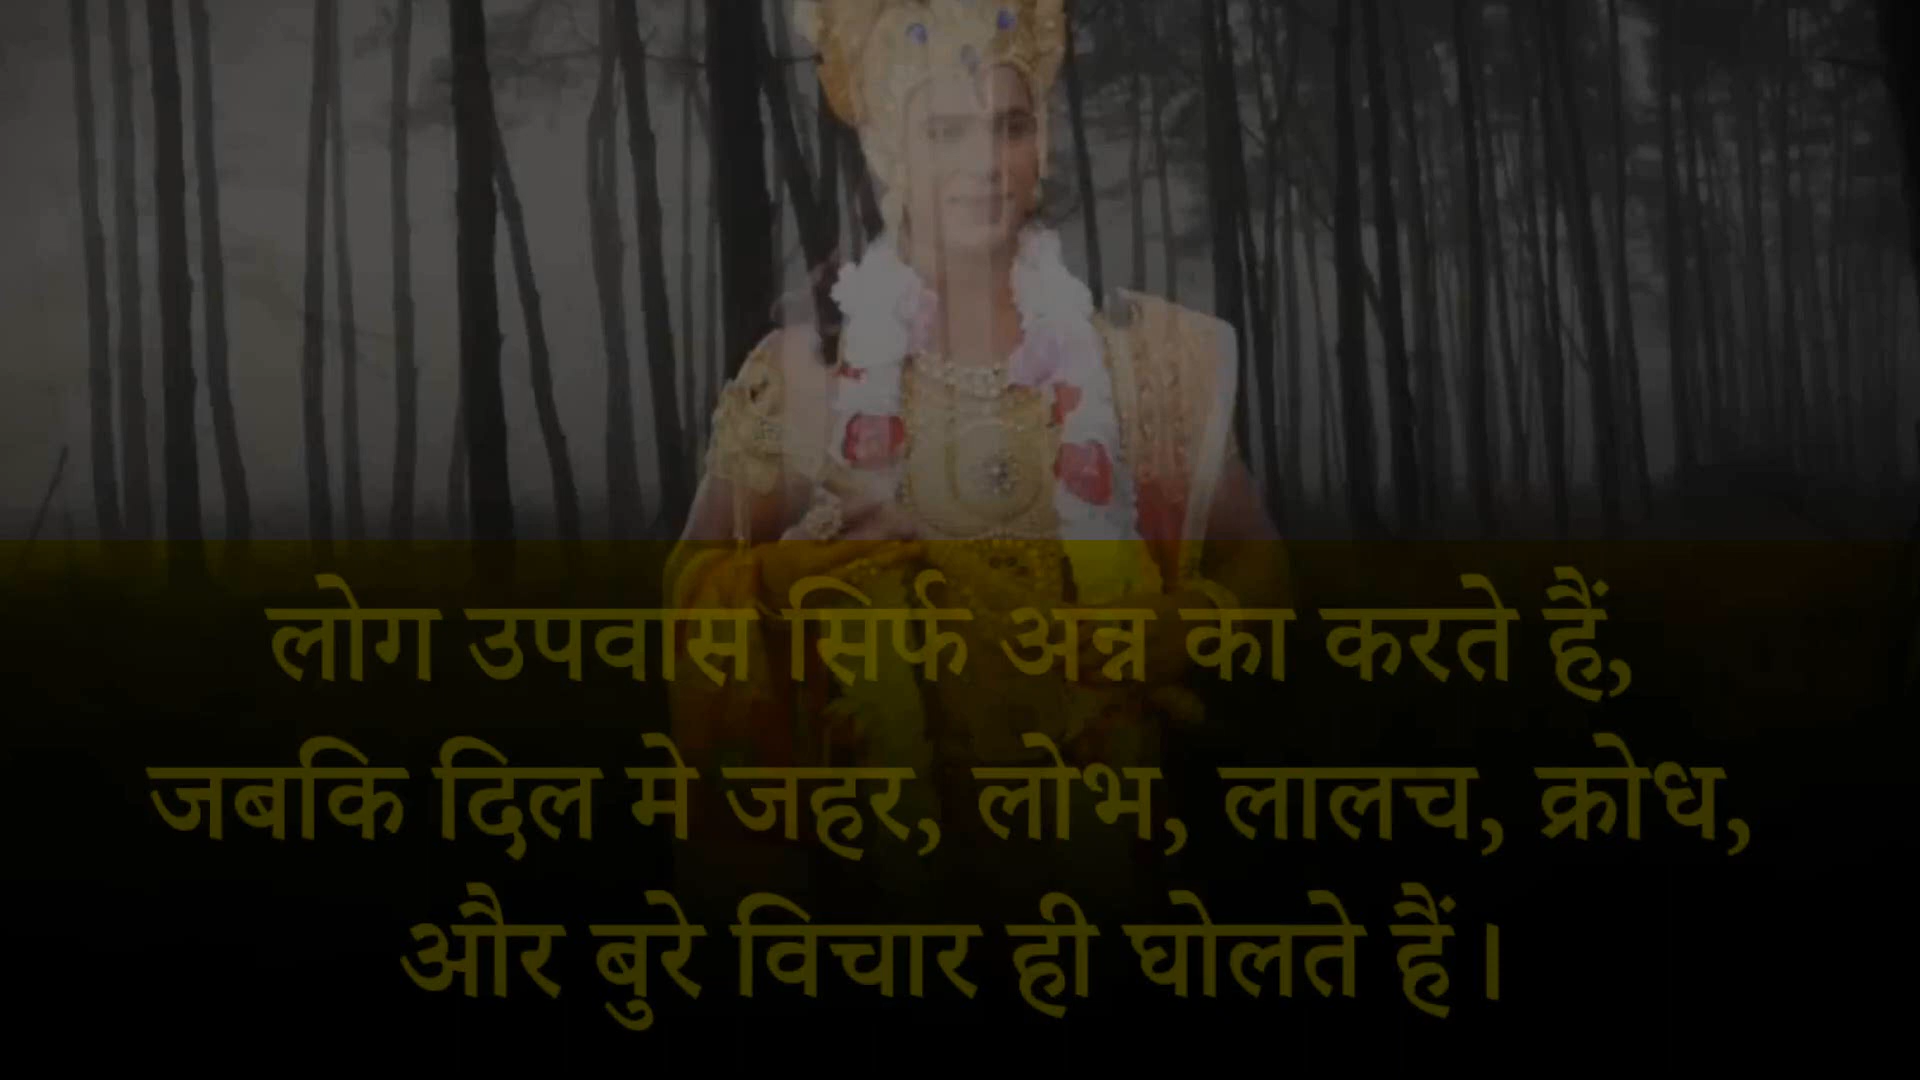 लोग उपवास सिर्फ अन्न का करते हैं,
जबकि दिल मे जहर, लोभ, लालच, क्रोध,
और बुरे विचार ही घोलते हैं।